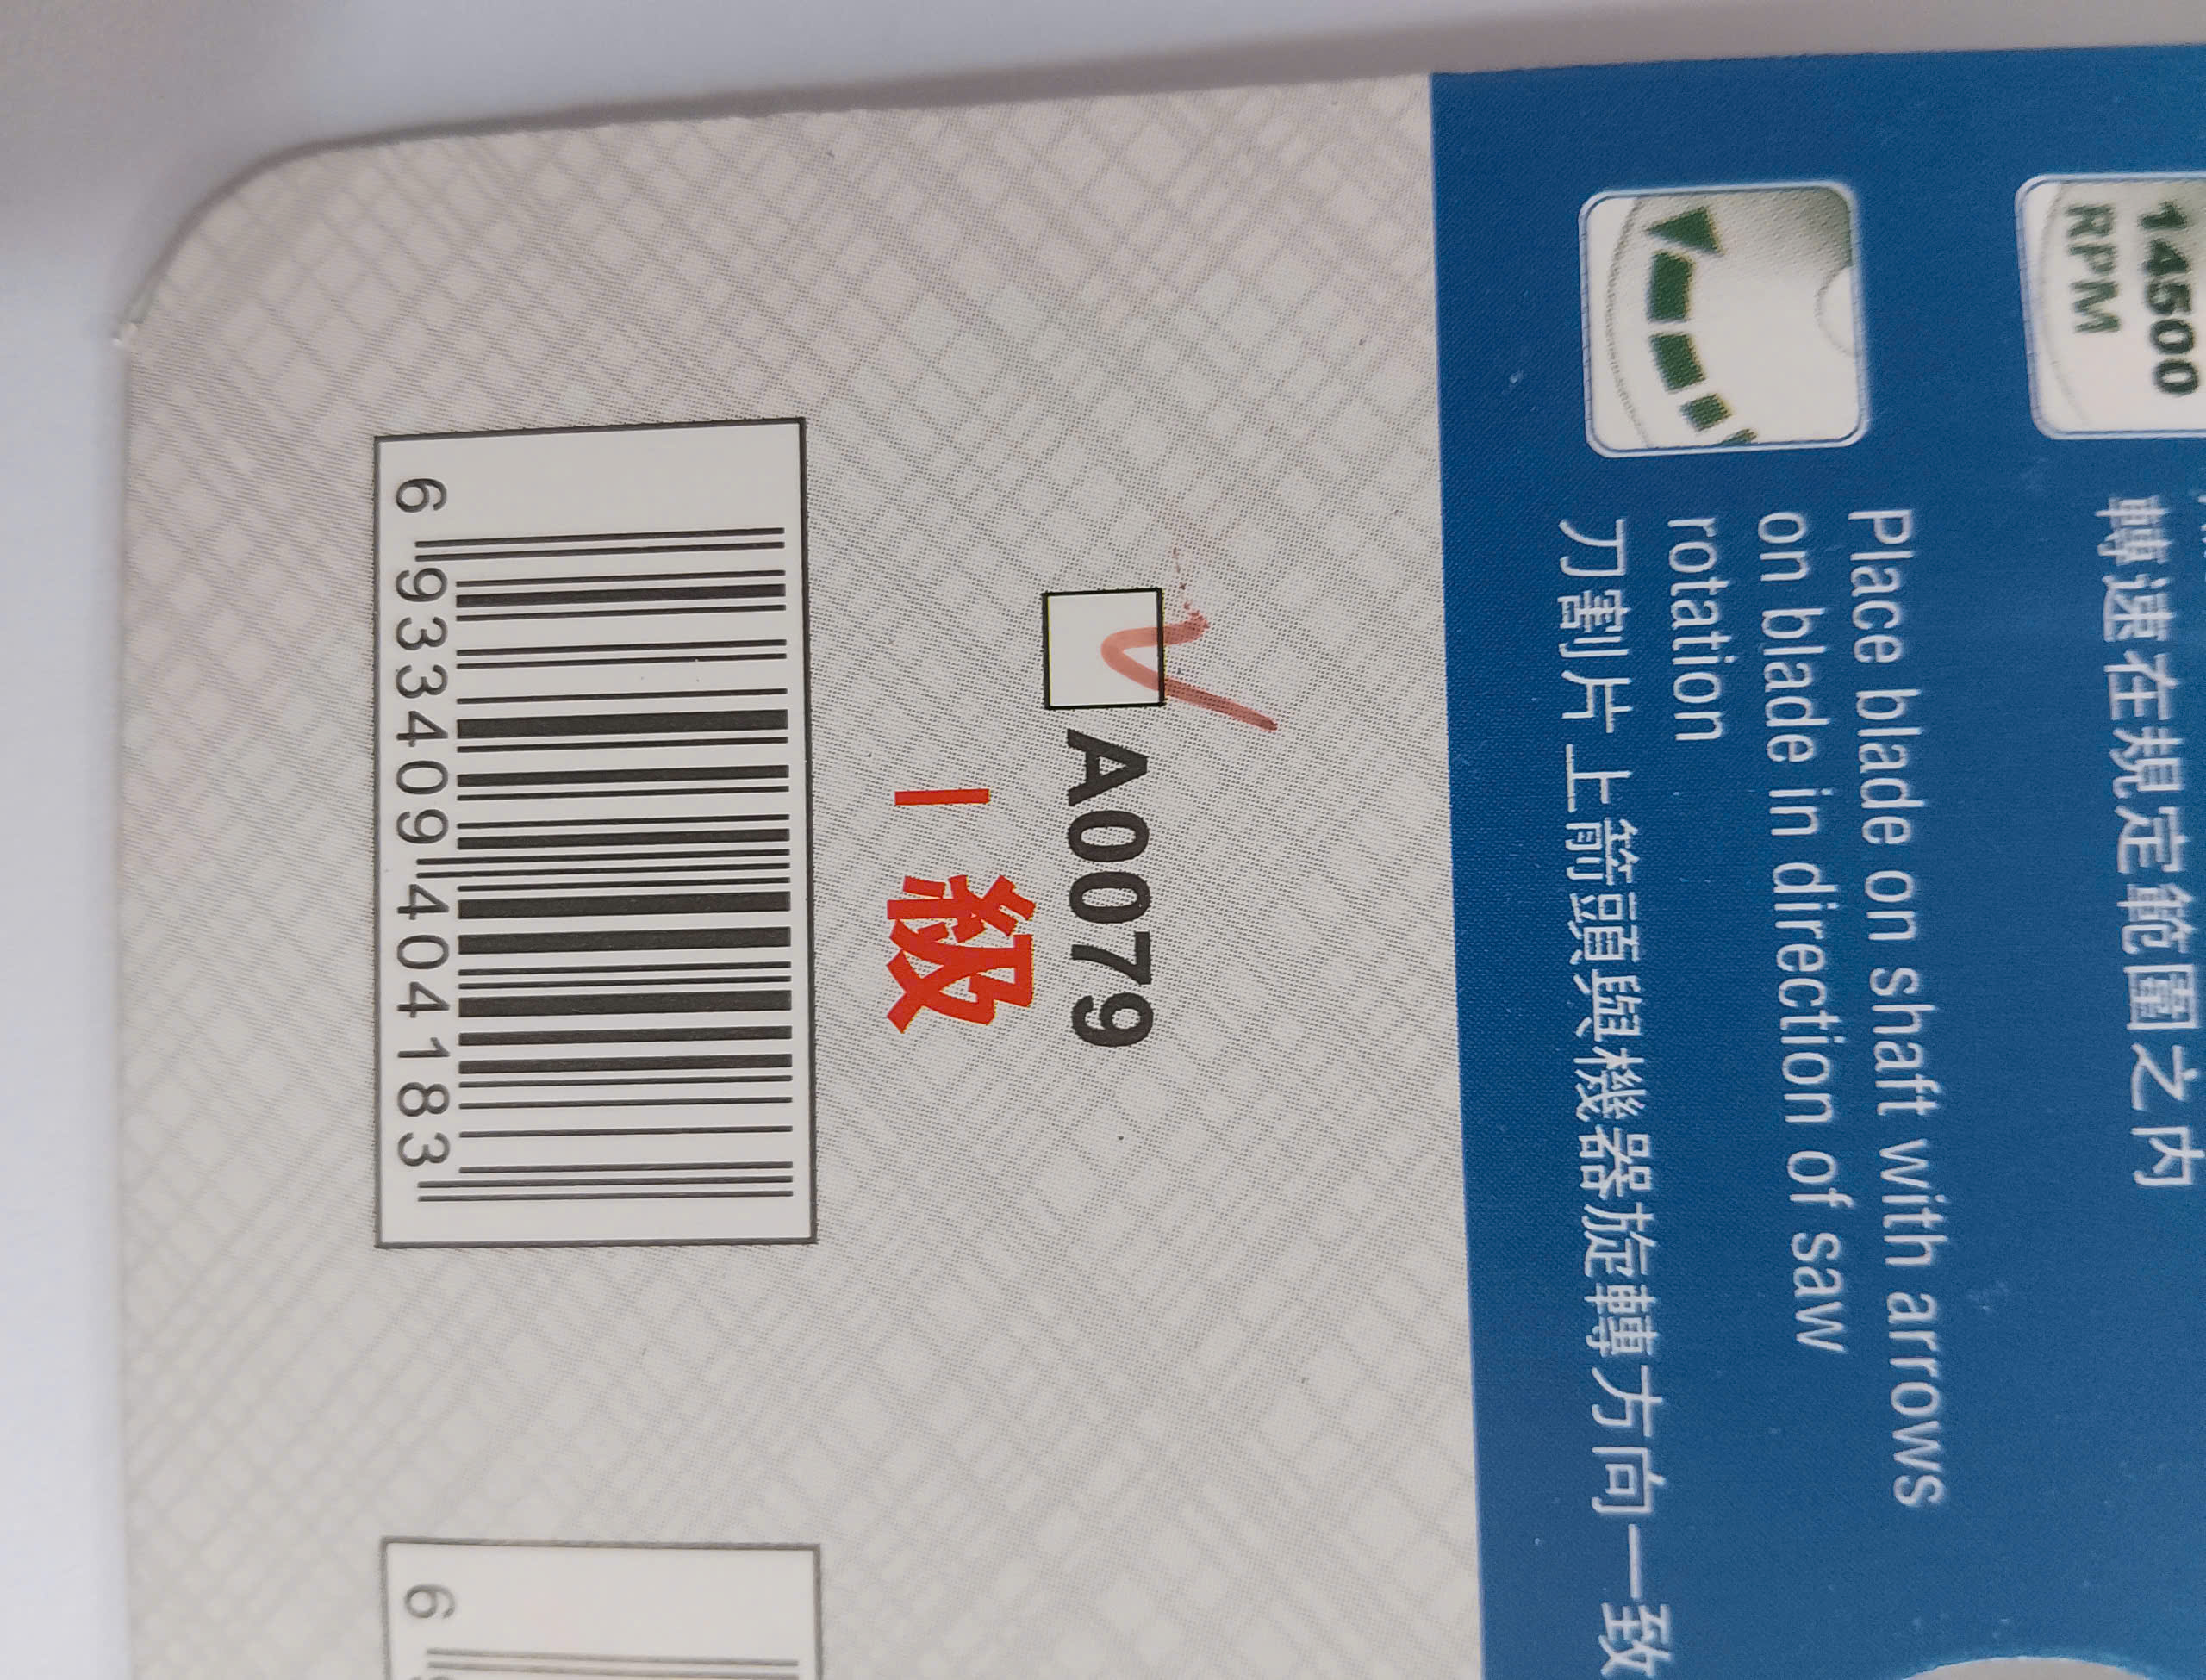 14500
RPM
轉速在規定範圍之内
Place blade on shaft with arrows
on blade in direction of saw
rotation
刀割片上箭頭與機器旋轉方向一致
A0079
I級
6 933409 404183
6